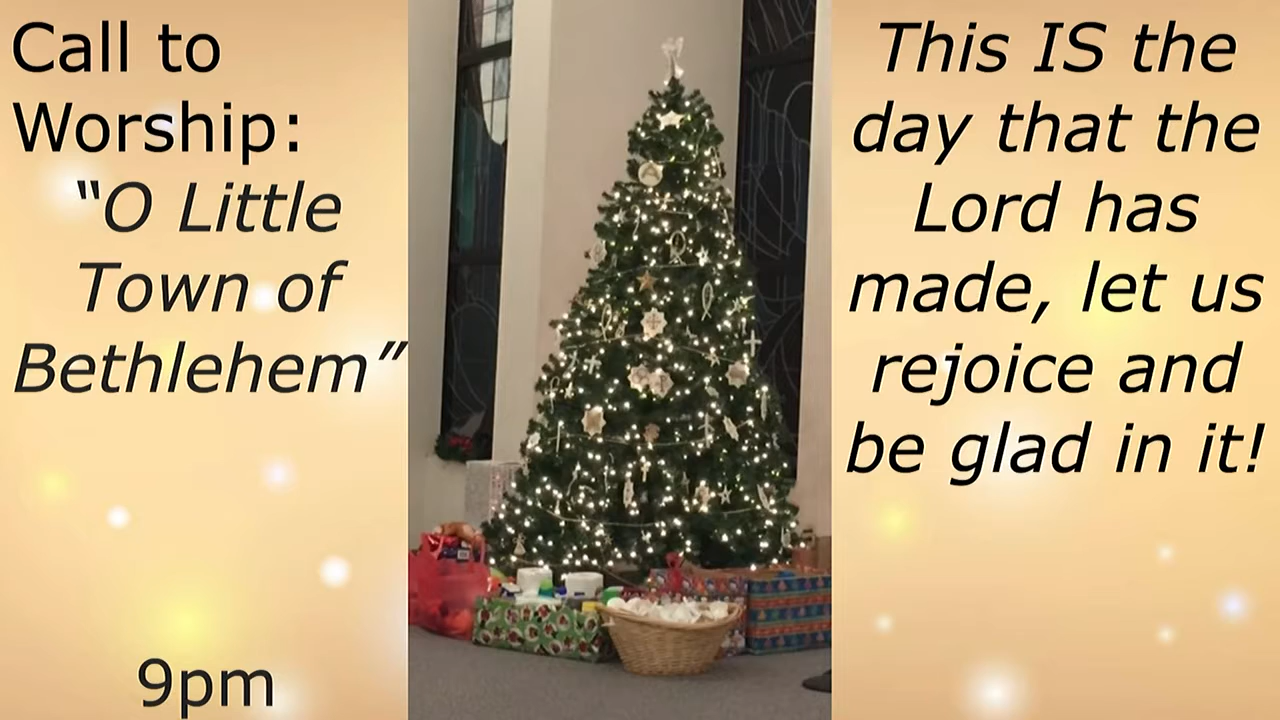 Call to
Worship:
“O Little
Town of
Bethlehem”
9pm
This IS the
day that the
Lord has
made, let us
rejoice and
be glad in it!